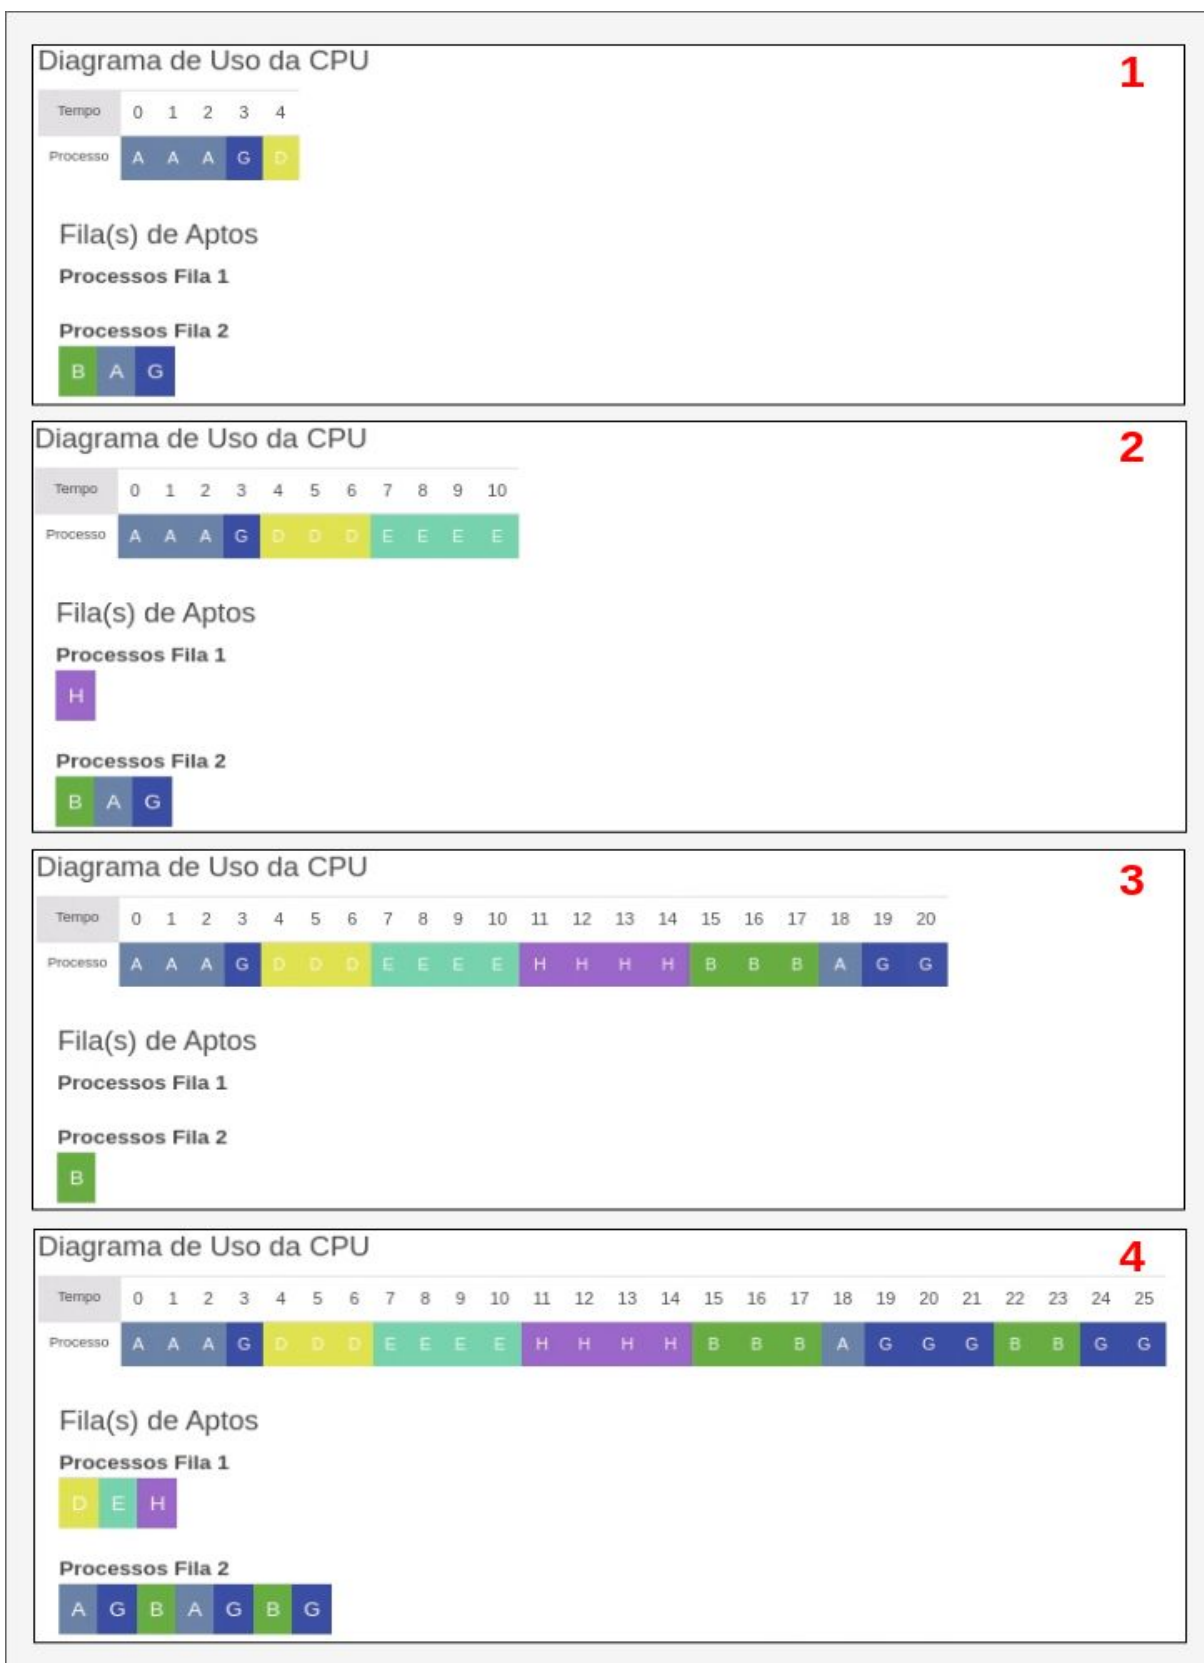 Diagrama de Uso da CPU
1
Tempo 0 1 2 3 4
Processo A A A G D
Fila(s) de Aptos
Processos Fila 1
Processos Fila 2
B A G
Diagrama de Uso da CPU
2
Tempo 0 1 2 3 4 5 6 7 8 9 10
Processo A A A G D D D E E E E
Fila(s) de Aptos
Processos Fila 1
H
Processos Fila 2
B A G
Diagrama de Uso da CPU
3
Tempo 0 1 2 3 4 5 6 7 8 9 10 11 12 13 14 15 16 17 18 19 20
Processo A A A G D D D E E E E H H H H B B B A G G
Fila(s) de Aptos
Processos Fila 1
Processos Fila 2
B
Diagrama de Uso da CPU
4
Tempo 0 1 2 3 4 5 6 7 8 9 10 11 12 13 14 15 16 17 18 19 20 21 22 23 24 25
Processo A A A G D D D E E E E H H H H B B B A G G G B B G G
Fila(s) de Aptos
Processos Fila 1
D E H
Processos Fila 2
A G B A G B G